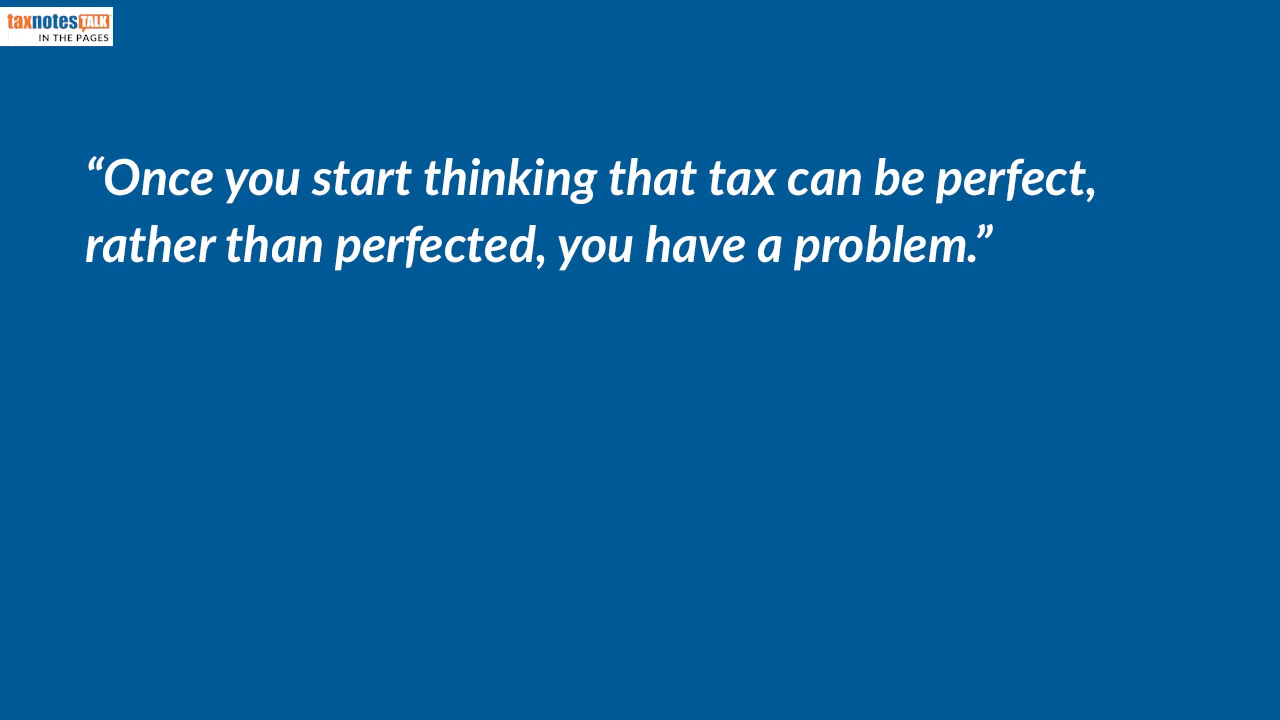 taxnotes TALK
IN THE PAGES
“Once you start thinking that tax can be perfect,
rather than perfected, you have a problem.”